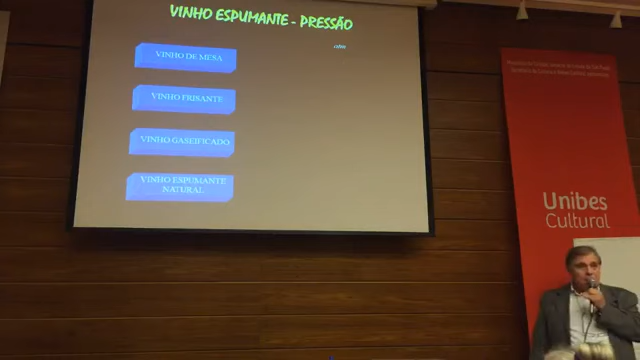 VINHO ESPUMANTE - PRESSÃO
VINHO DE MESA
VINHO FRISANTE
VINHO GASEIFICADO
VINHO ESPUMANTE
NATURAL
Unibes
Cultural